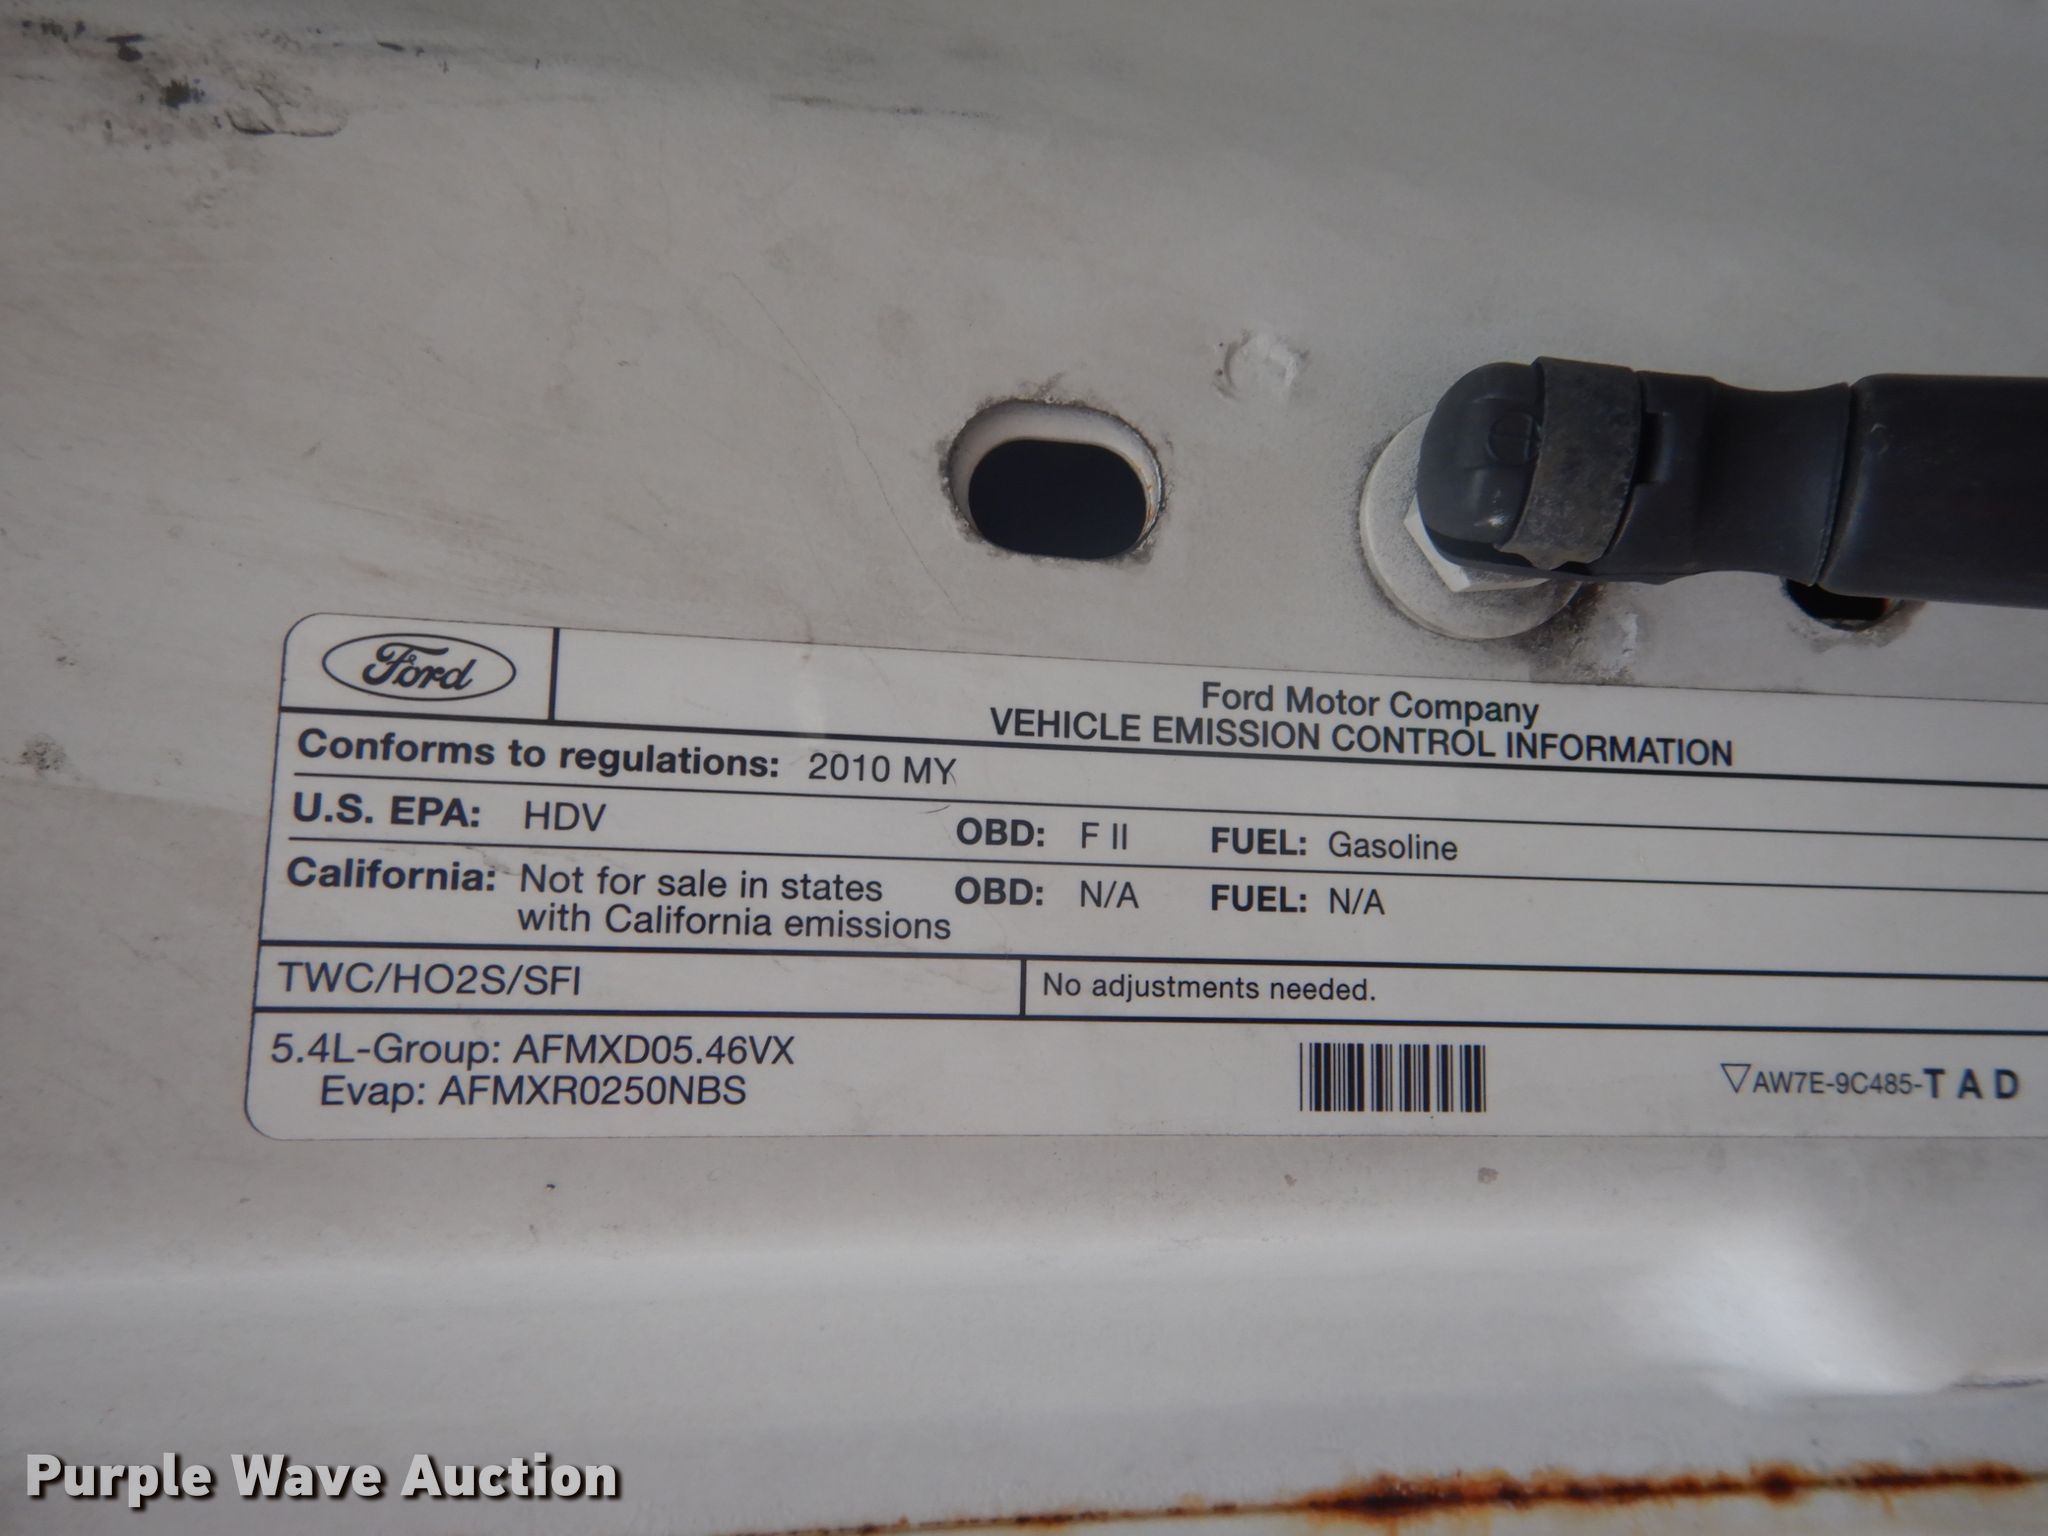 Ford
Ford Motor Company
VEHICLE EMISSION CONTROL INFORMATION
Conforms to regulations: 2010 MY
U.S. EPA: HDV OBD: F II FUEL: Gasoline
California: Not for sale in states OBD: N/A FUEL: N/A
with California emissions
TWC/HO2S/SFI No adjustments needed.
5.4L-Group: AFMXD05.46VX
Evap: AFMXR0250NBS
▽AW7E-9C485-TAD
Purple Wave Auction